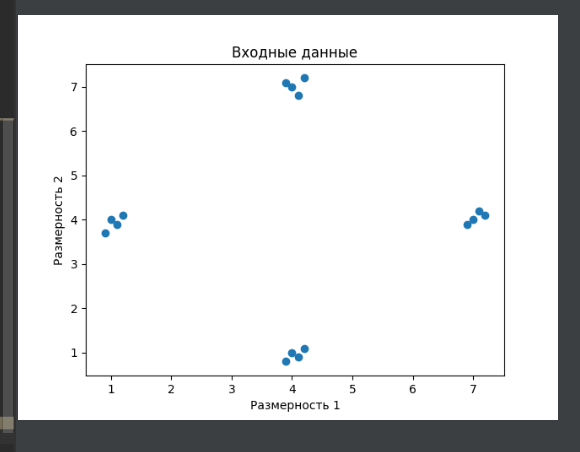 Входные данные
7
6
5
4
3
2
1
Размерность 2
1 2 3 4 5 6 7
Размерность 1